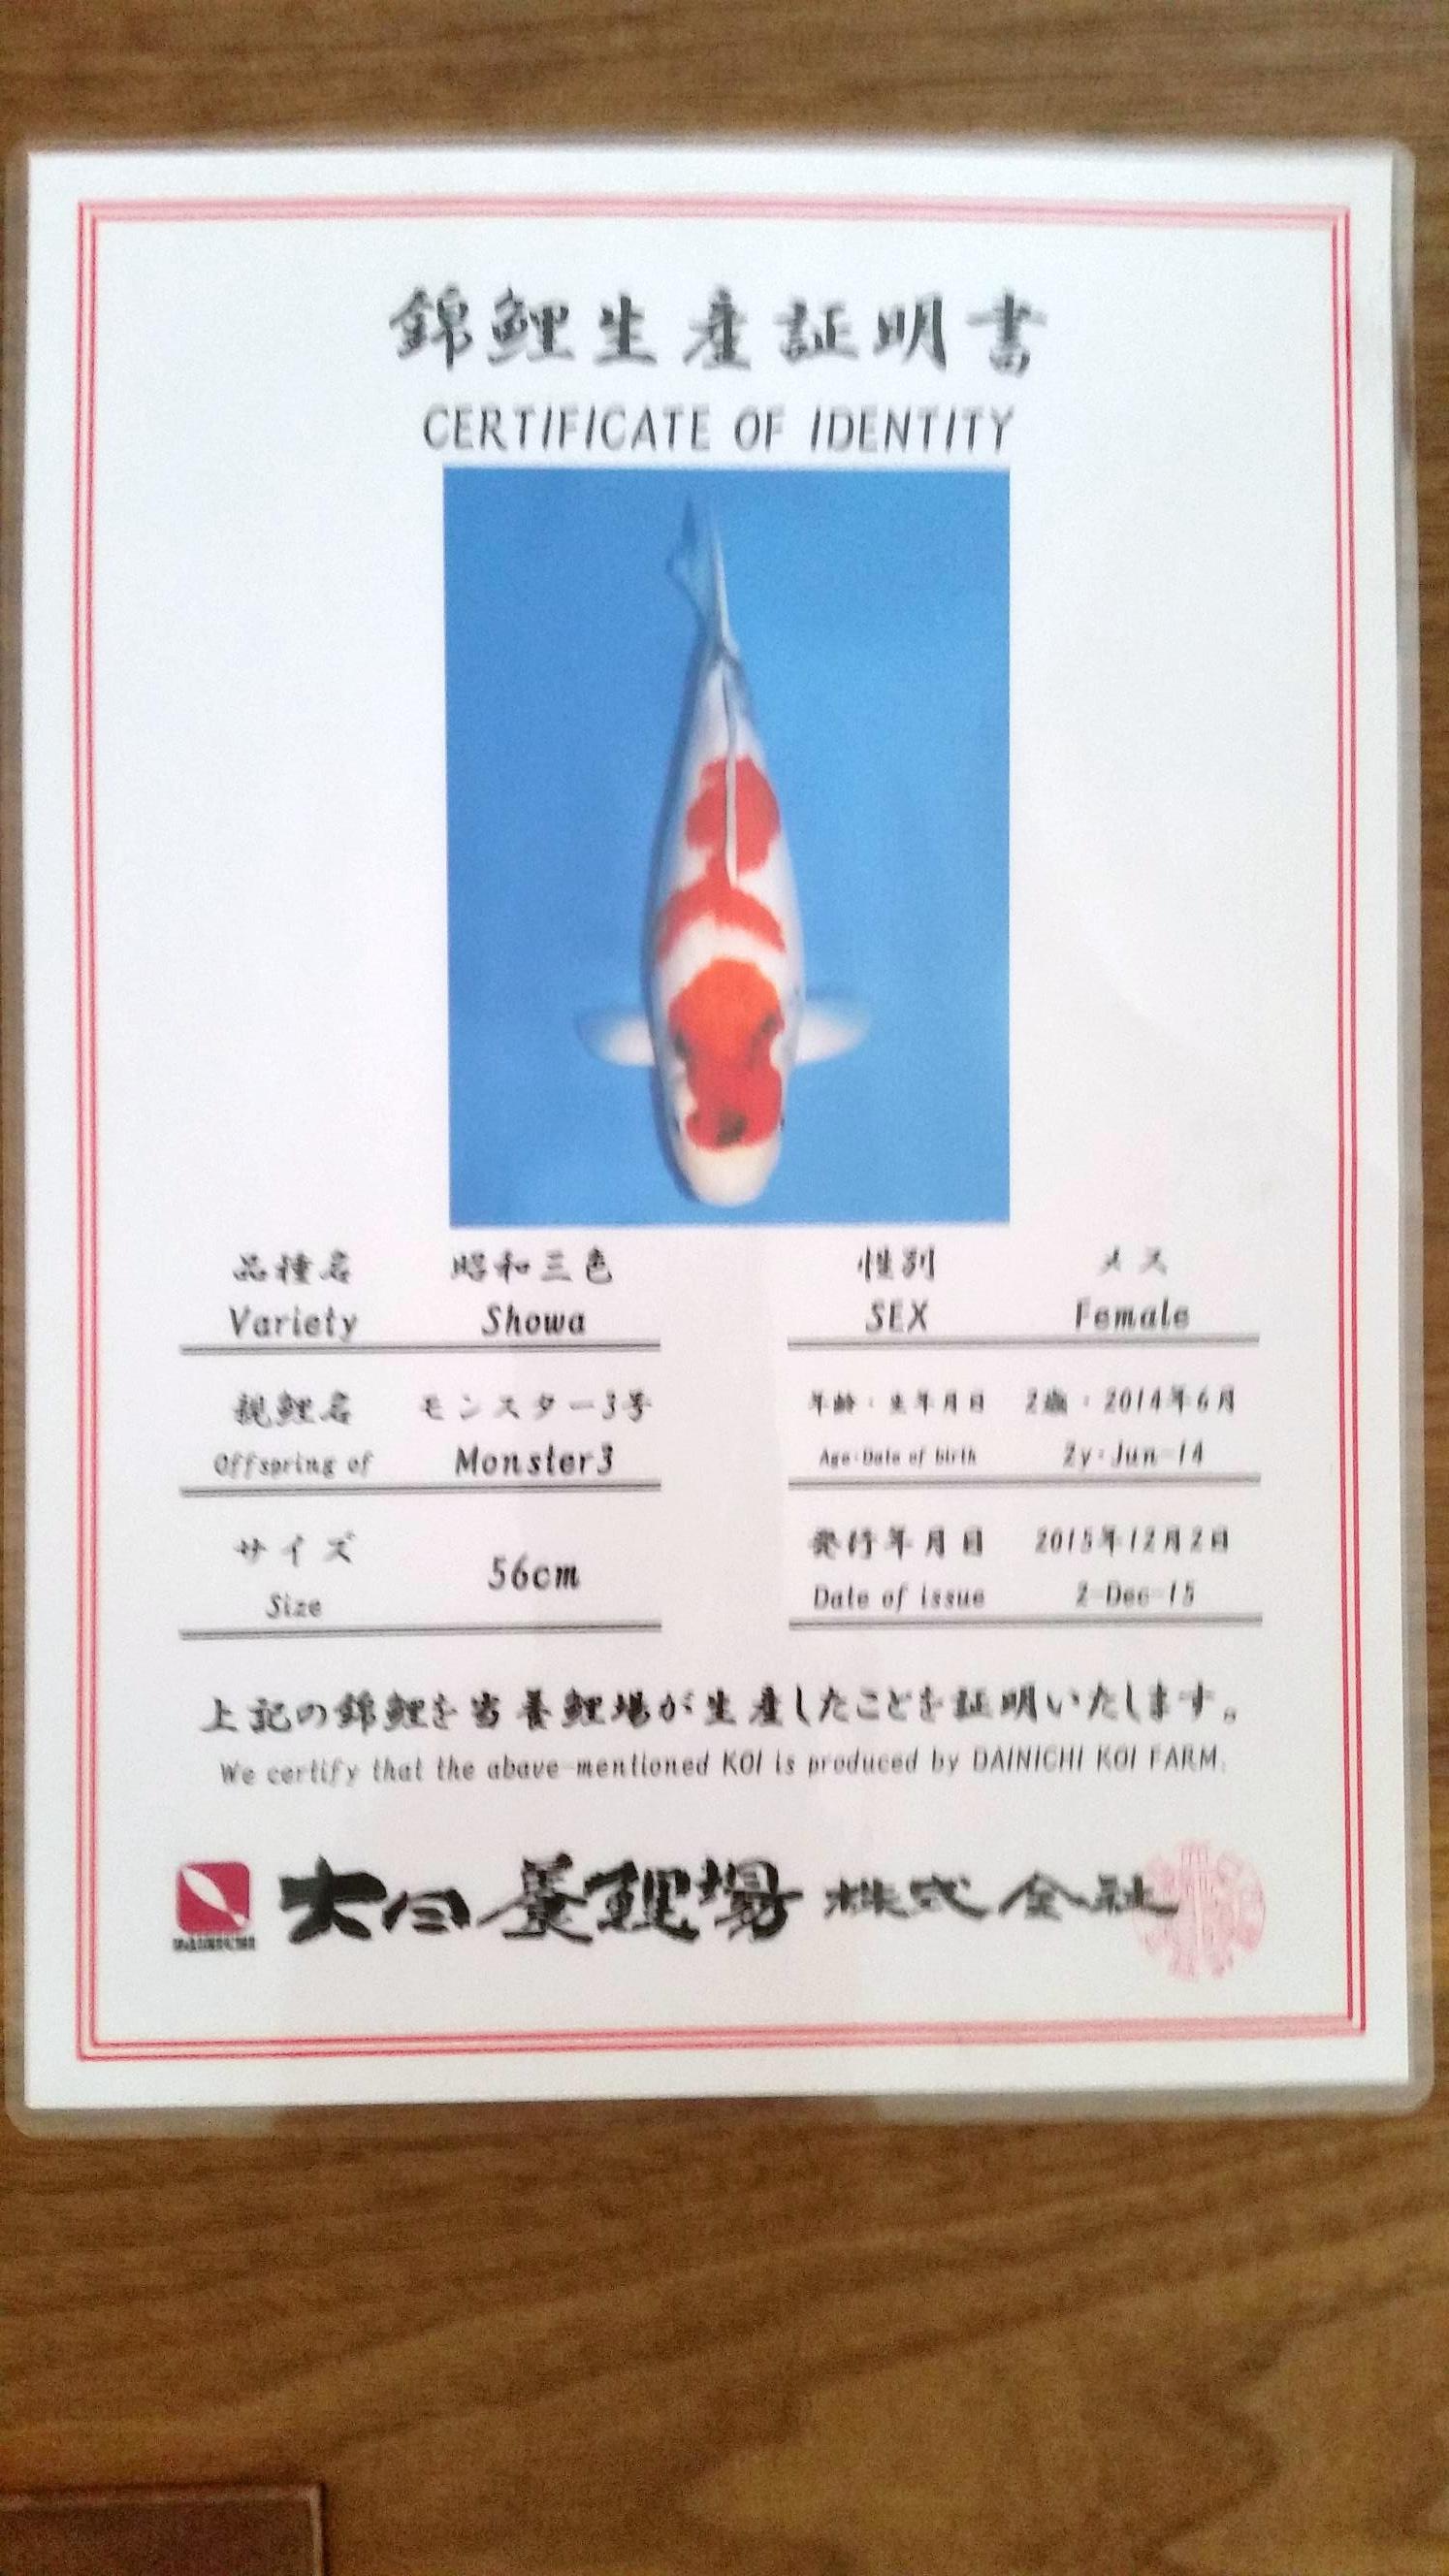 錦鯉生産証明書
CERTIFICATE OF IDENTITY
品種名 昭和三色
Variety Showa
性別 メス
SEX Female
親鯉名 モンスター3号
Offspring of Monster3
年齢・生年月日 2歳・2014年6月
Age·Date of birth 2y·Jun-14
サイズ 56cm
Size
発行年月日 2015年12月2日
Date of issue 2-Dec-15
上記の錦鯉を当養鯉場が生産したことを証明いたします。
We certify that the above-mentioned KOI is produced by DAINICHI KOI FARM.
大日養鯉場 株式会社
DAINICHI